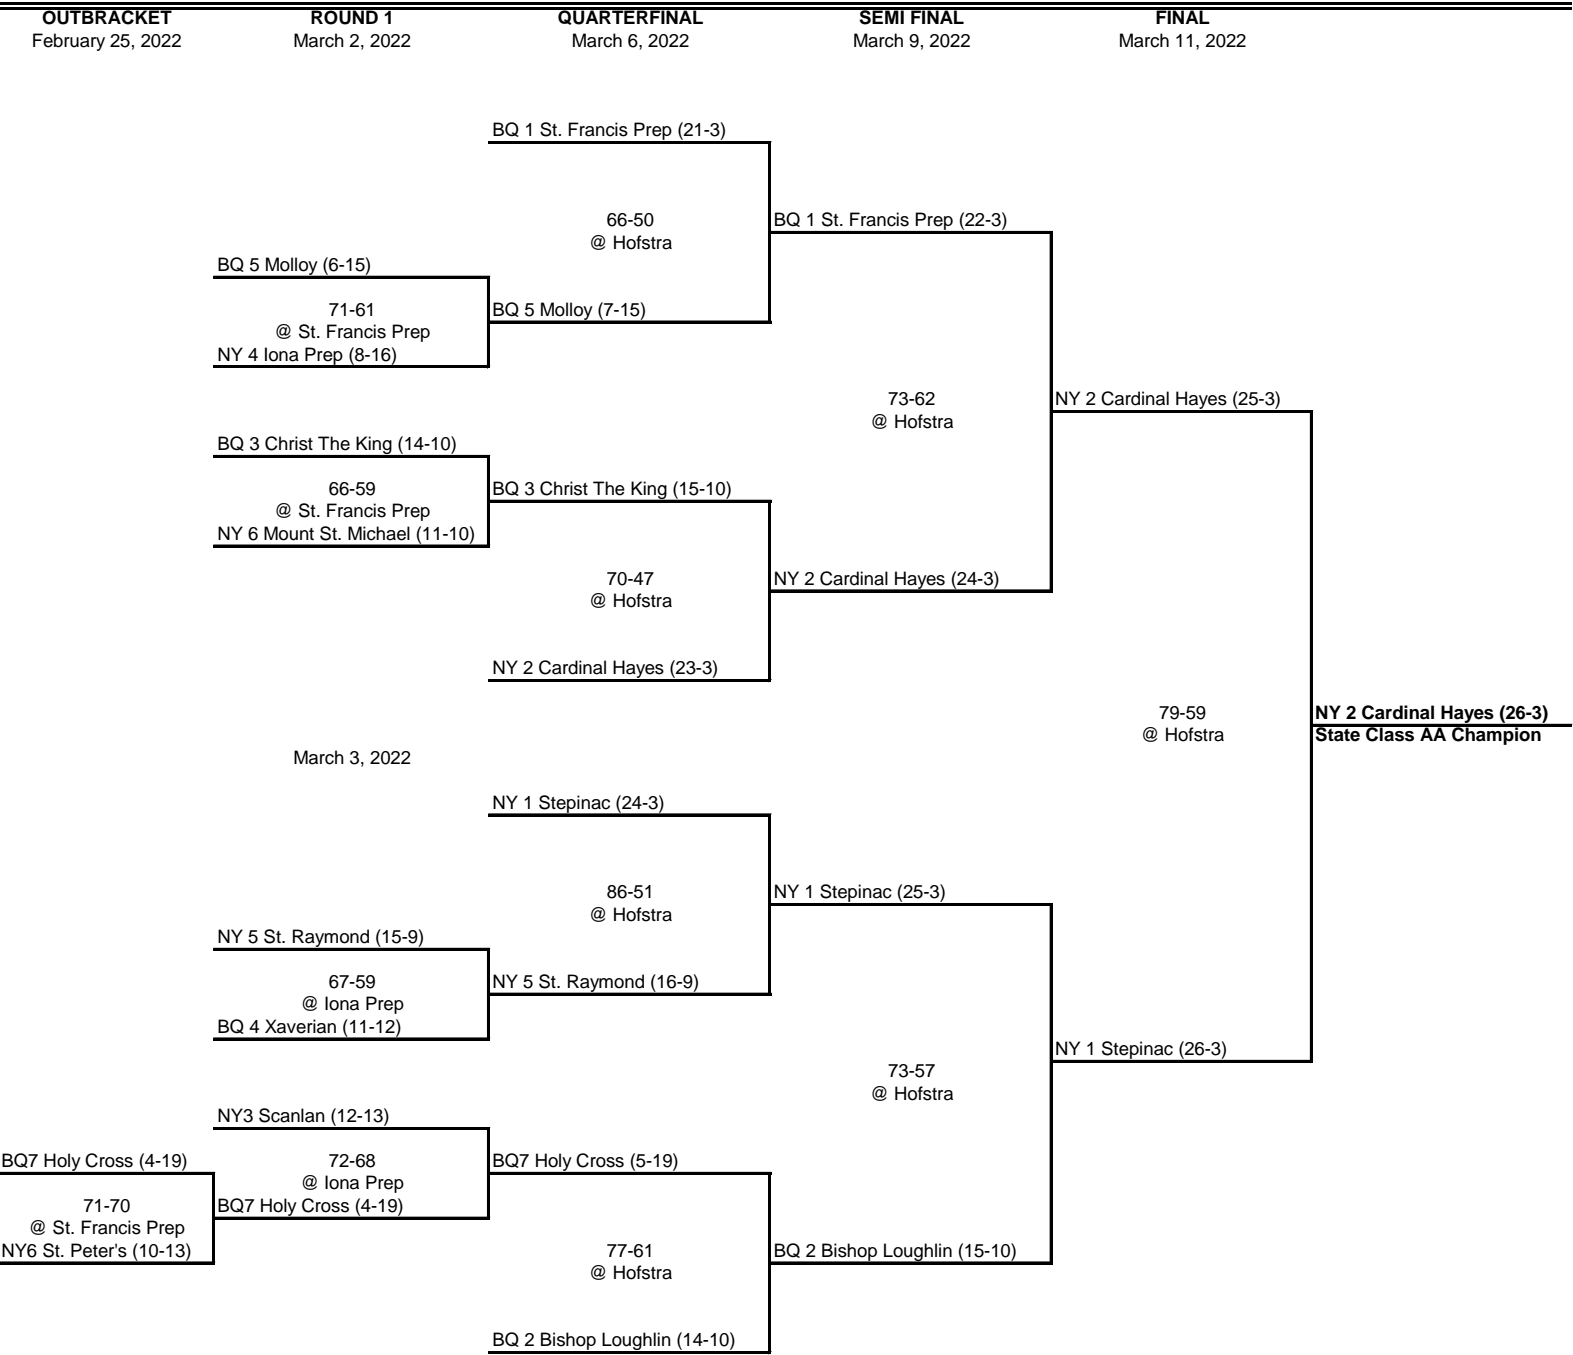 OUTBRACKET ROUND 1 QUARTERFINAL SEMI FINAL FINAL
February 25, 2022 March 2, 2022 March 6, 2022 March 9, 2022 March 11, 2022
BQ 1 St. Francis Prep (21-3)
66-50 BQ 1 St. Francis Prep (22-3)
@ Hofstra
BQ 5 Molloy (6-15)
71-61 BQ 5 Molloy (7-15)
@ St. Francis Prep
NY 4 Iona Prep (8-16)
73-62 NY 2 Cardinal Hayes (25-3)
@ Hofstra
BQ 3 Christ The King (14-10)
66-59 BQ 3 Christ The King (15-10)
@ St. Francis Prep
NY 6 Mount St. Michael (11-10)
70-47 NY 2 Cardinal Hayes (24-3)
@ Hofstra
NY 2 Cardinal Hayes (23-3)
79-59 NY 2 Cardinal Hayes (26-3)
@ Hofstra State Class AA Champion
March 3, 2022
NY 1 Stepinac (24-3)
86-51 NY 1 Stepinac (25-3)
@ Hofstra
NY 5 St. Raymond (15-9)
67-59 NY 5 St. Raymond (16-9)
@ Iona Prep
BQ 4 Xaverian (11-12)
NY 1 Stepinac (26-3)
73-57
@ Hofstra
NY3 Scanlan (12-13)
BQ7 Holy Cross (4-19) 72-68 BQ7 Holy Cross (5-19)
@ Iona Prep
71-70 BQ7 Holy Cross (4-19)
@ St. Francis Prep
NY6 St. Peter's (10-13) 77-61 BQ 2 Bishop Loughlin (15-10)
@ Hofstra
BQ 2 Bishop Loughlin (14-10)